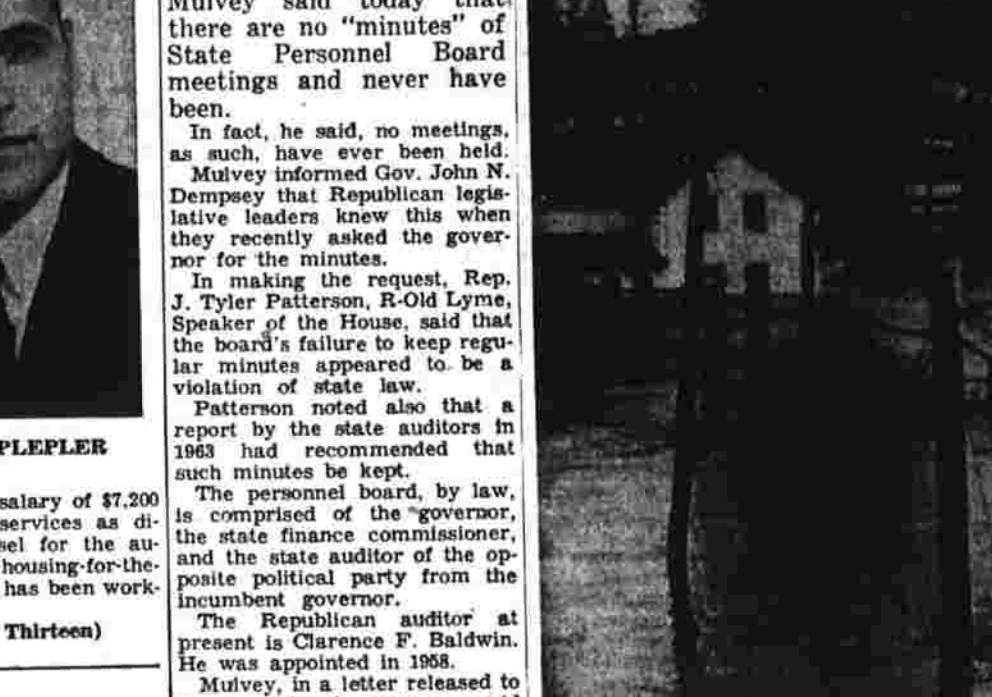 PLEPLER
salary of $7,200
services as di-
sel for the au-
housing-for-the-
has been work-
Thirteen)
Mulvey said today that
there are no "minutes" of
State Personnel Board
meetings and never have
been.
In fact, he said, no meetings,
as such, have ever been held.
Mulvey informed Gov. John N.
Dempsey that Republican legis-
lative leaders knew this when
they recently asked the gover-
nor for the minutes.
In making the request, Rep.
J. Tyler Patterson, R-Old Lyme,
Speaker of the House, said that
the board's failure to keep regu-
lar minutes appeared to be a
violation of state law.
Patterson noted also that a
report by the state auditors in
1963 had recommended that
such minutes be kept.
The personnel board, by law,
is comprised of the governor,
the state finance commissioner,
and the state auditor of the op-
posite political party from the
incumbent governor.
The Republican auditor at
present is Clarence F. Baldwin.
He was appointed in 1958.
Mulvey, in a letter released to